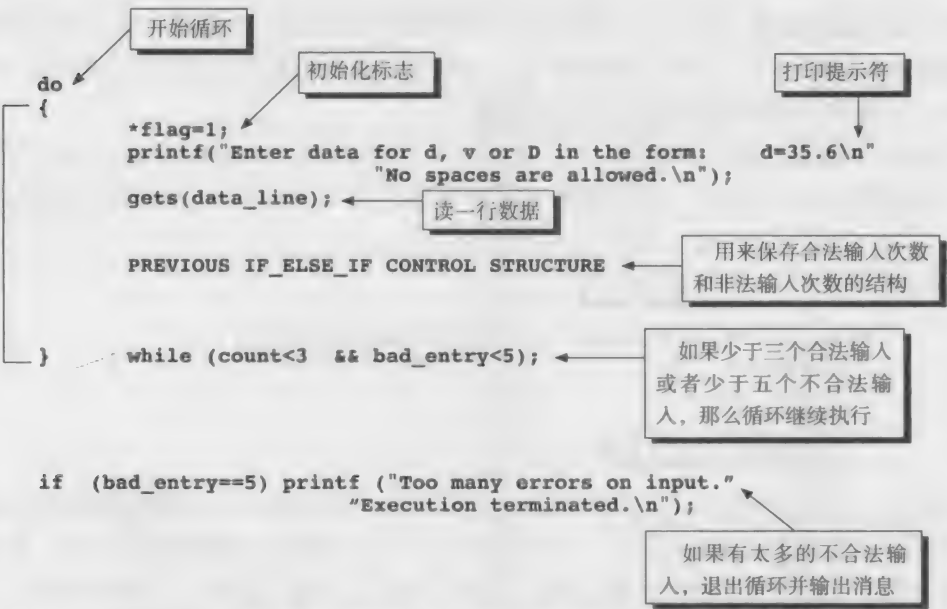 开始循环
初始化标志
打印提示符
do
{
*flag=1;
printf("Enter data for d, v or D in the form: d=35.6\n"
"No spaces are allowed.\n");
gets(data_line);
读一行数据
PREVIOUS IF_ELSE_IF CONTROL STRUCTURE
用来保存合法输入次数
和非法输入次数的结构
} while (count<3 && bad_entry<5);
如果少于三个合法输入
或者少于五个不合法输
入，那么循环继续执行
if (bad_entry==5) printf ("Too many errors on input."
"Execution terminated.\n");
如果有太多的不合法输
入，退出循环并输出消息